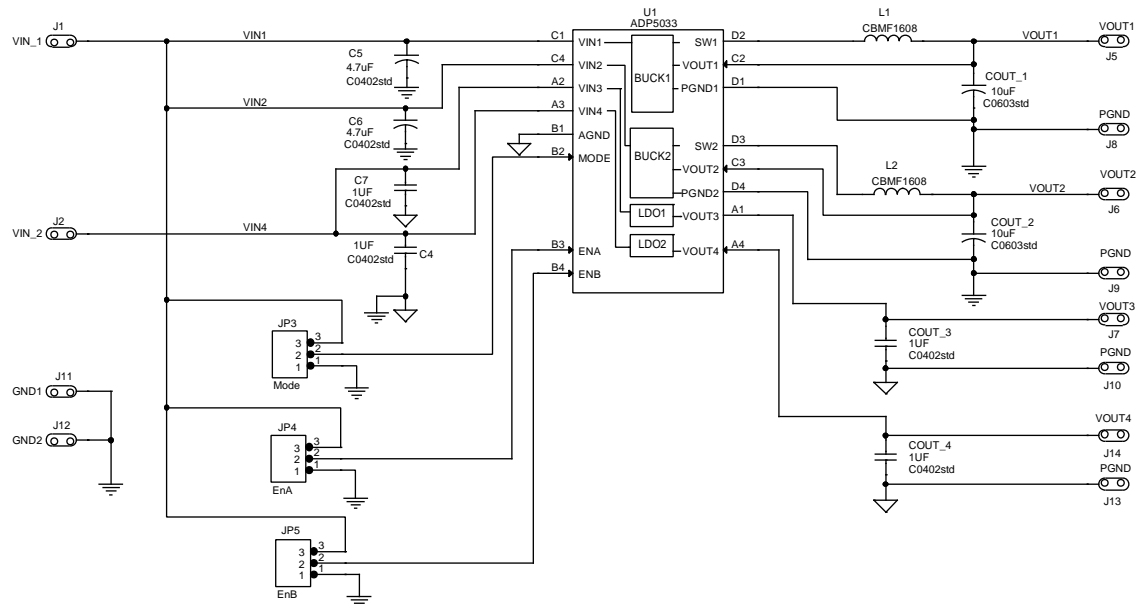 J1
VIN_1
VIN1
C5
4.7uF
C0402std
VIN2
C6
4.7uF
C0402std
C7
1UF
C0402std
J2
VIN_2
VIN4
1UF
C0402std
C4
U1
ADP5033
C1
C4
A2
A3
B1
B2
B3
B4
VIN1
VIN2
VIN3
VIN4
AGND
MODE
ENA
ENB
BUCK1
BUCK2
LDO1
LDO2
SW1
VOUT1
PGND1
SW2
VOUT2
PGND2
VOUT3
VOUT4
D2
C2
D1
D3
C3
D4
A1
A4
L1
CBMF1608
VOUT1
VOUT1
J5
COUT_1
10uF
C0603std
PGND
J8
L2
CBMF1608
VOUT2
VOUT2
J6
COUT_2
10uF
C0603std
PGND
J9
VOUT3
J7
COUT_3
1UF
C0402std
PGND
J10
VOUT4
J14
COUT_4
1UF
C0402std
PGND
J13
JP3
3 3
2 2
1 1
Mode
J11
GND1
J12
GND2
JP4
3 3
2 2
1 1
EnA
JP5
3 3
2 2
1 1
EnB